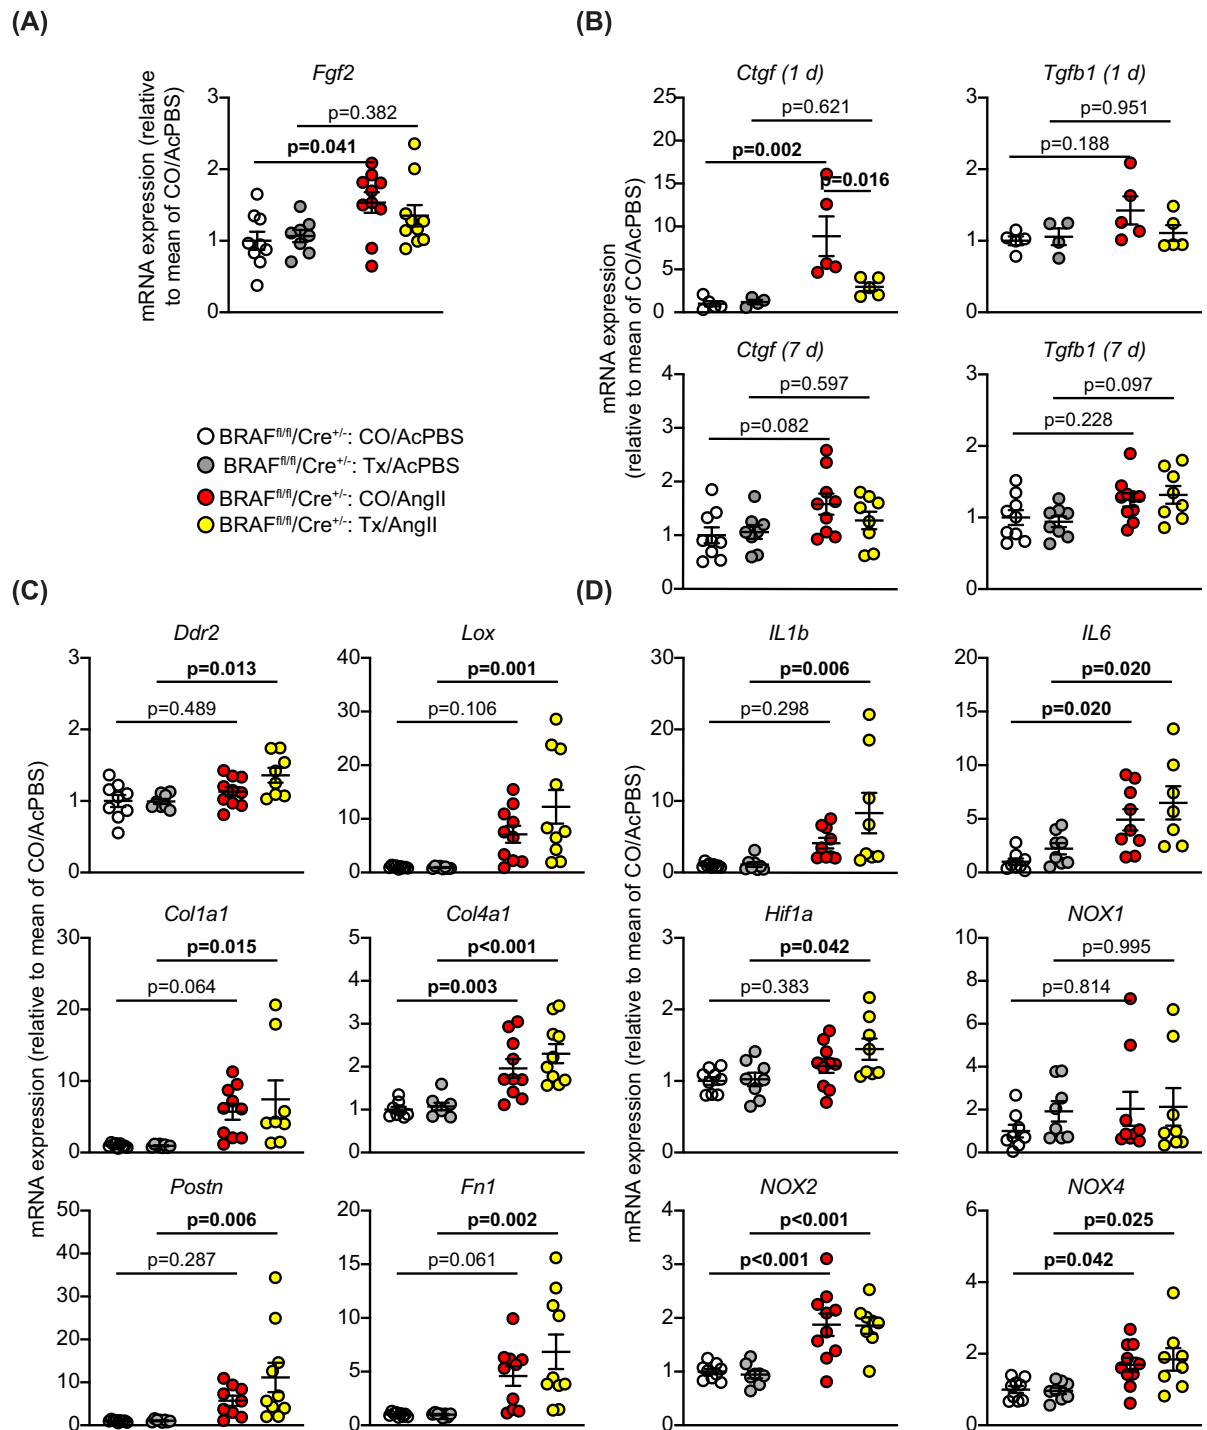 (A)
Fgf2
mRNA expression (relative
to mean of CO/AcPBS)
3
2
1
0
p=0.382
p=0.041
BRAFfl/fl/Cre+/-: CO/AcPBS
BRAFfl/fl/Cre+/-: Tx/AcPBS
BRAFfl/fl/Cre+/-: CO/AngII
BRAFfl/fl/Cre+/-: Tx/AngII
(B)
mRNA expression
(relative to mean of CO/AcPBS)
Ctgf (1 d)
25
20
15
10
5
0
p=0.621
p=0.002
p=0.016
Tgfb1 (1 d)
3
2
1
0
p=0.951
p=0.188
Ctgf (7 d)
4
3
2
1
0
p=0.597
p=0.082
Tgfb1 (7 d)
3
2
1
0
p=0.097
p=0.228
(C)
mRNA expression (relative to mean of CO/AcPBS)
Ddr2
3
2
1
0
p=0.013
p=0.489
Lox
40
30
20
10
0
p=0.001
p=0.106
Col1a1
30
20
10
0
p=0.015
p=0.064
Col4a1
5
4
3
2
1
0
p<0.001
p=0.003
Postn
50
40
30
20
10
0
p=0.006
p=0.287
Fn1
20
15
10
5
0
p=0.002
p=0.061
(D)
mRNA expression (relative to mean of CO/AcPBS)
IL1b
30
20
10
0
p=0.006
p=0.298
IL6
20
15
10
5
0
p=0.020
p=0.020
Hif1a
3
2
1
0
p=0.042
p=0.383
NOX1
10
8
6
4
2
0
p=0.995
p=0.814
NOX2
4
3
2
1
0
p<0.001
p<0.001
NOX4
6
4
2
0
p=0.025
p=0.042